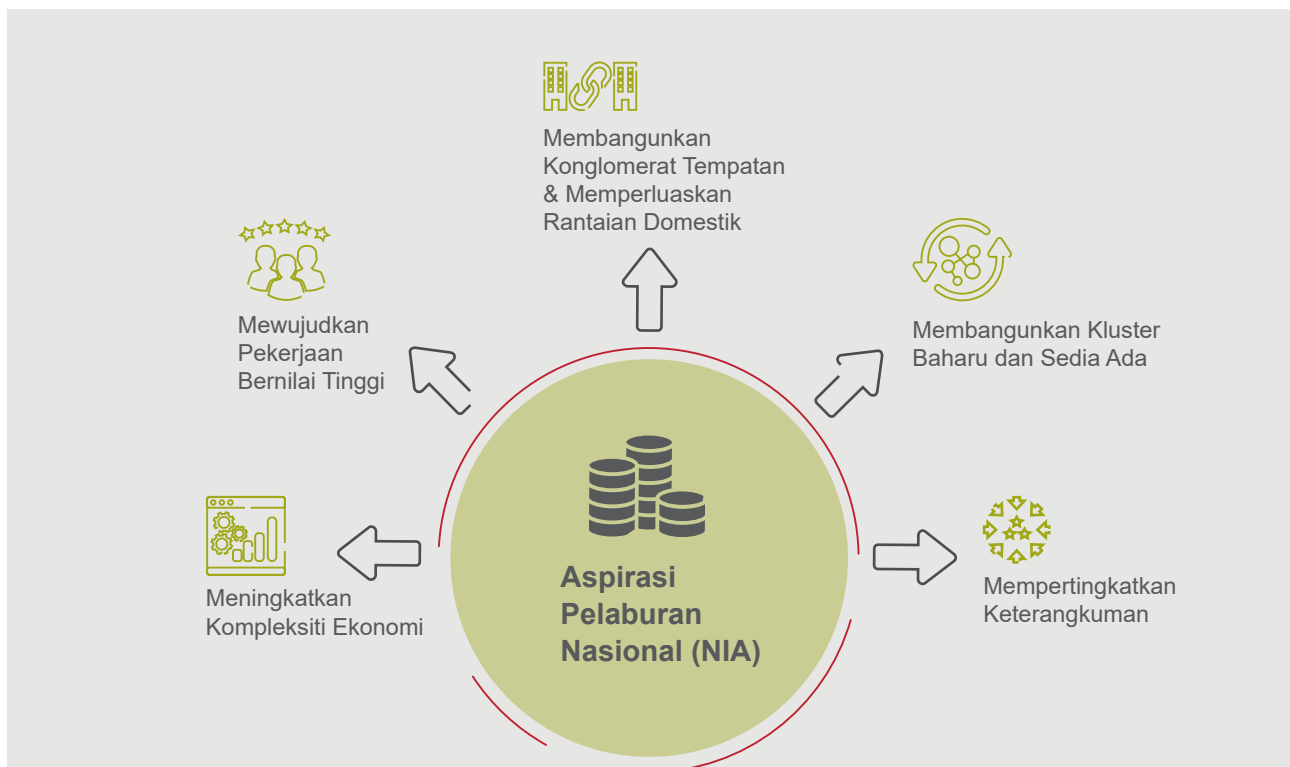 Membangunkan
Konglomerat Tempatan
& Memperluaskan
Rantaian Domestik
Mewujudkan
Pekerjaan
Bernilai Tinggi
Membangunkan Kluster
Baharu dan Sedia Ada
Meningkatkan
Kompleksiti Ekonomi
Aspirasi
Pelaburan
Nasional (NIA)
Mempertingkatkan
Keterangkuman